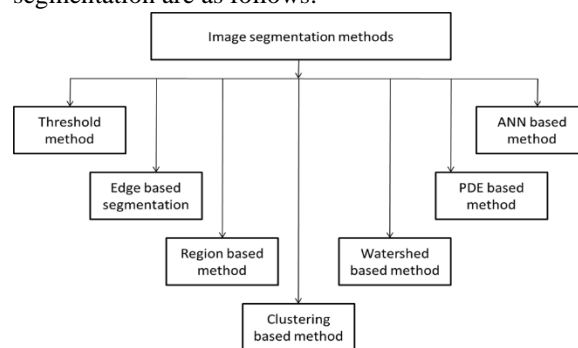 segmentation are as follows:
Image segmentation methods
Threshold
method
ANN based
method
Edge based
segmentation
PDE based
method
Region based
method
Watershed
based method
Clustering
based method